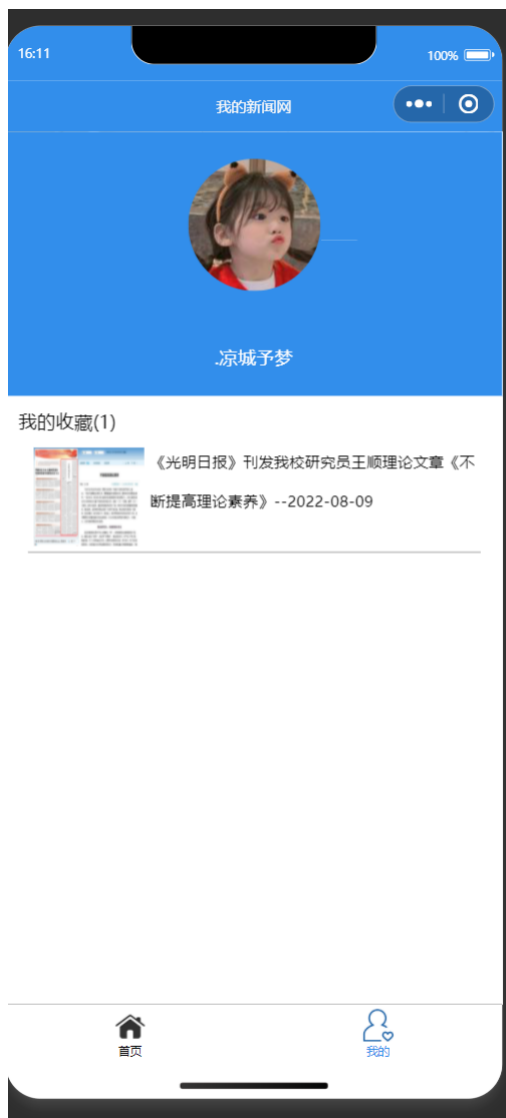 16:11
100%
我的新闻网
.凉城予梦
我的收藏(1)
《光明日报》刊发我校研究员王顺理论文章《不
断提高理论素养》--2022-08-09
首页
我的